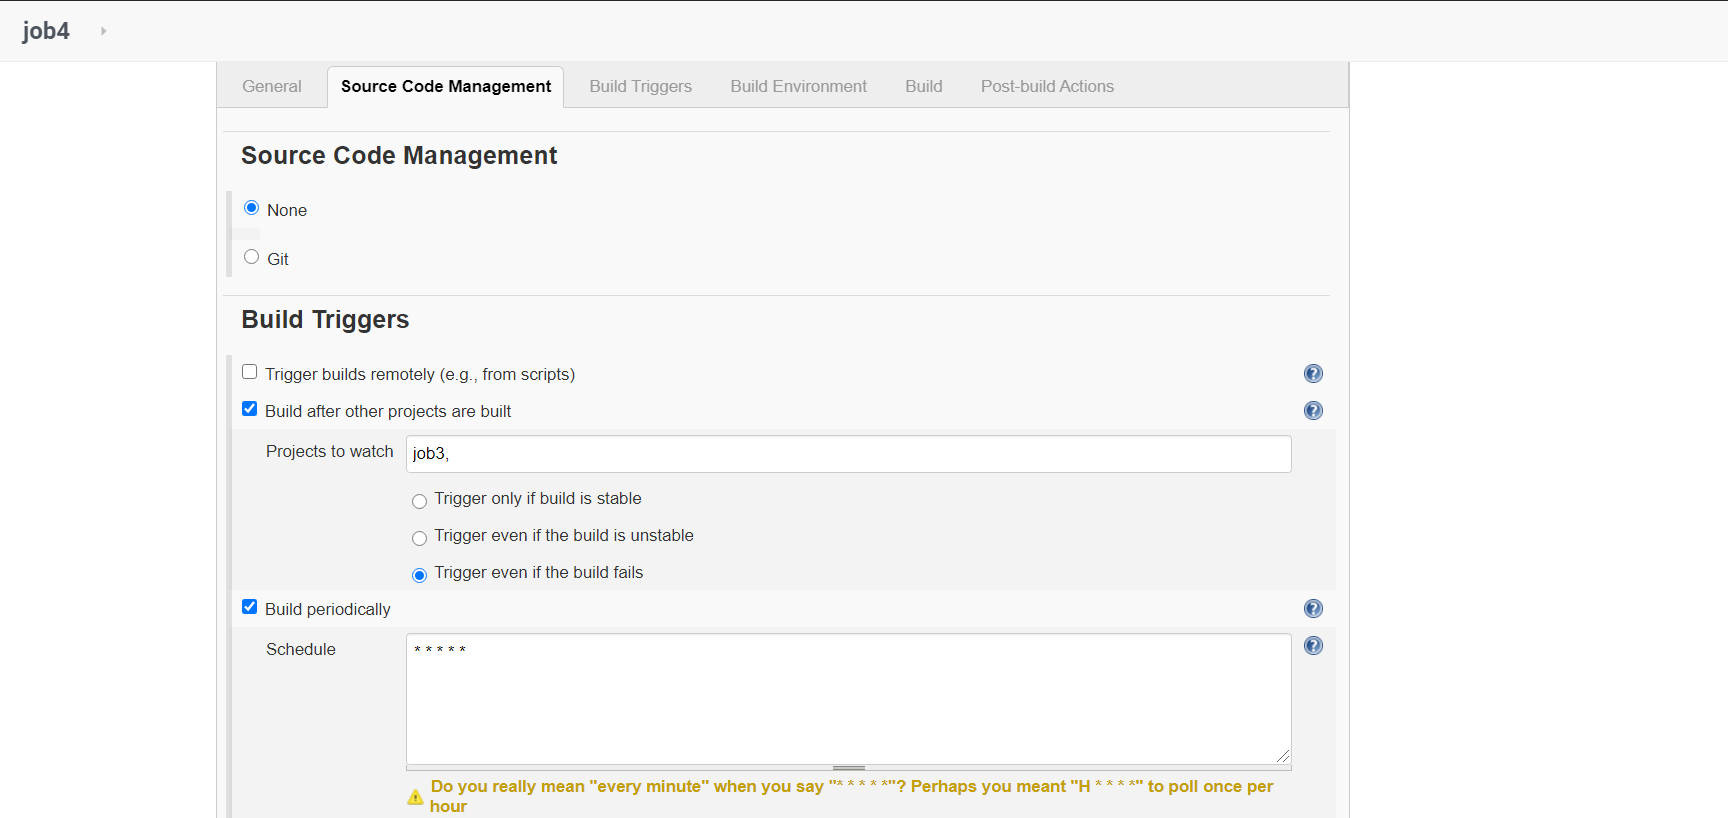 job4
General Source Code Management Build Triggers Build Environment Build Post-build Actions
Source Code Management
None
Git
Build Triggers
Trigger builds remotely (e.g., from scripts)
Build after other projects are built
Projects to watch job3,
Trigger only if build is stable
Trigger even if the build is unstable
Trigger even if the build fails
Build periodically
Schedule * * * * *
Do you really mean "every minute" when you say "* * * * *"? Perhaps you meant "H * * * *" to poll once per
hour